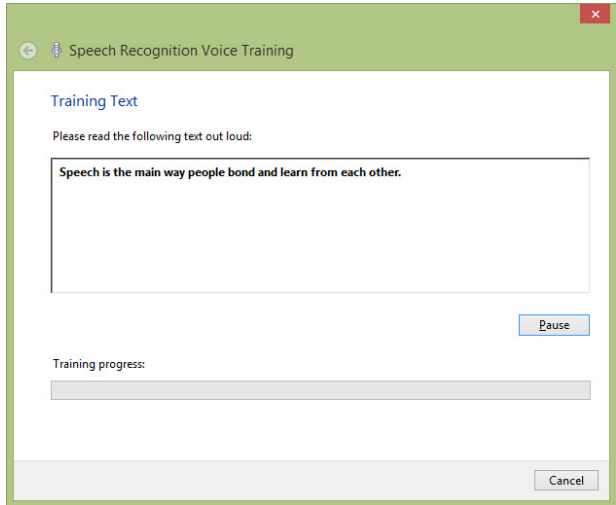 Speech Recognition Voice Training
Training Text
Please read the following text out loud:
Speech is the main way people bond and learn from each other.
Pause
Training progress:
Cancel